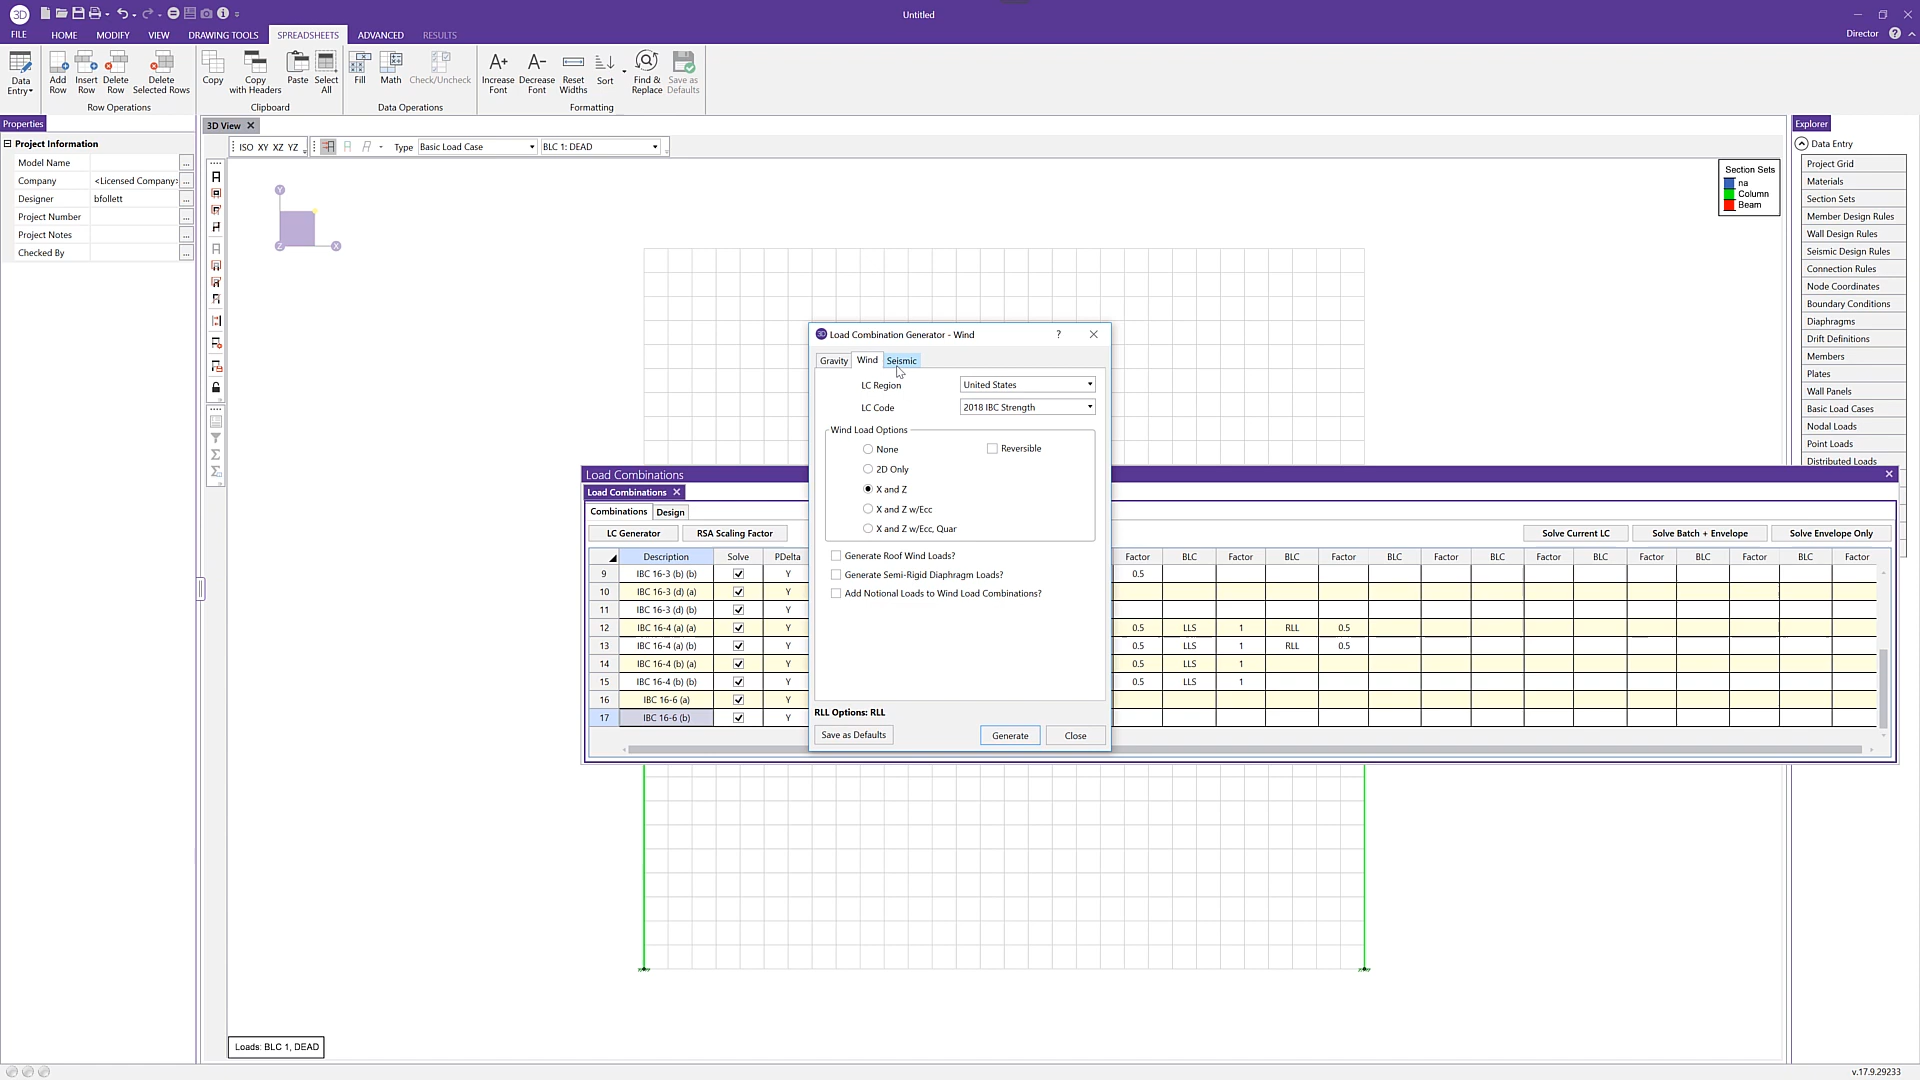 3D
Untitled
FILE HOME MODIFY VIEW DRAWING TOOLS SPREADSHEETS ADVANCED RESULTS Director
Data Entry
Add Row
Insert Row
Delete Row
Delete Selected Rows
Row Operations
Copy
Copy with Headers
Paste
Select All
Clipboard
Fill
Math
Check/Uncheck
Data Operations
Increase Font
Decrease Font
Reset Widths
Sort
Find & Replace
Save as Defaults
Formatting
Properties
Project Information
Model Name ...
Company <Licensed Company> ...
Designer bfollett ...
Project Number ...
Project Notes ...
Checked By ...
3D View
ISO XY XZ YZ Type Basic Load Case BLC 1: DEAD
Y
Z X
Section Sets
na
Column
Beam
Explorer
Data Entry
Project Grid
Materials
Section Sets
Member Design Rules
Wall Design Rules
Seismic Design Rules
Connection Rules
Node Coordinates
Boundary Conditions
Diaphragms
Drift Definitions
Members
Plates
Wall Panels
Basic Load Cases
Nodal Loads
Point Loads
Distributed Loads
Load Combination Generator - Wind ?
Gravity Wind Seismic
LC Region United States
LC Code 2018 IBC Strength
Wind Load Options
None Reversible
2D Only
X and Z
X and Z w/Ecc
X and Z w/Ecc, Quar
Generate Roof Wind Loads?
Generate Semi-Rigid Diaphragm Loads?
Add Notional Loads to Wind Load Combinations?
RLL Options: RLL
Save as Defaults Generate Close
Load Combinations
Load Combinations
Combinations Design
LC Generator RSA Scaling Factor Solve Current LC Solve Batch + Envelope Solve Envelope Only
Description Solve PDelta Factor BLC Factor BLC Factor BLC Factor BLC Factor BLC Factor BLC Factor BLC Factor
9 IBC 16-3 (b) (b) Y 0.5
10 IBC 16-3 (d) (a) Y
11 IBC 16-3 (d) (b) Y
12 IBC 16-4 (a) (a) Y 0.5 LLS 1 RLL 0.5
13 IBC 16-4 (a) (b) Y 0.5 LLS 1 RLL 0.5
14 IBC 16-4 (b) (a) Y 0.5 LLS 1
15 IBC 16-4 (b) (b) Y 0.5 LLS 1
16 IBC 16-6 (a) Y
17 IBC 16-6 (b) Y
Loads: BLC 1, DEAD
v.17.9.29233